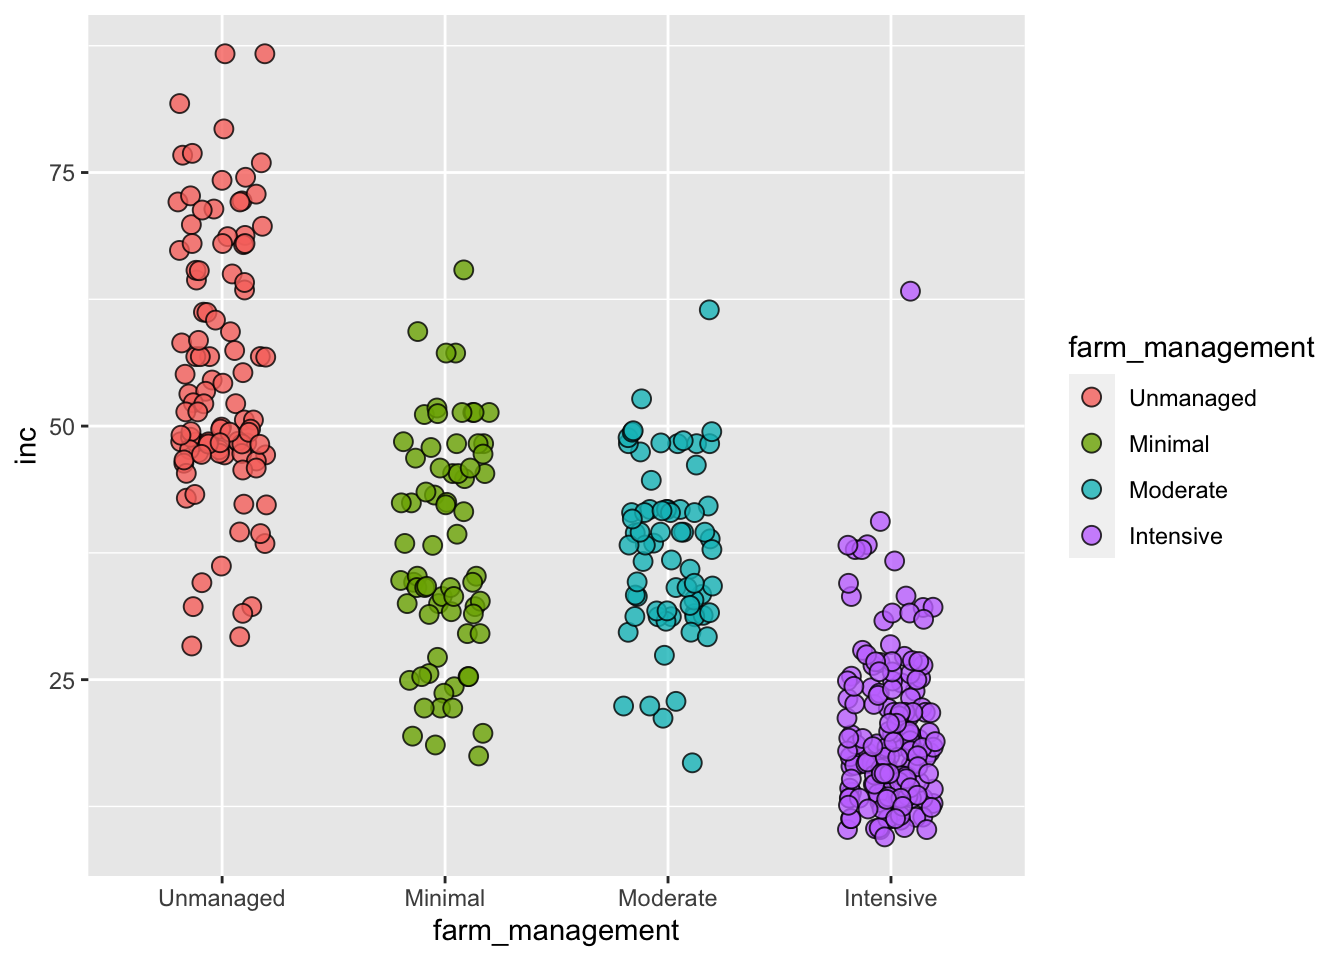 inc
75
50
25
Unmanaged
Minimal
Moderate
Intensive
farm_management
farm_management
Unmanaged
Minimal
Moderate
Intensive